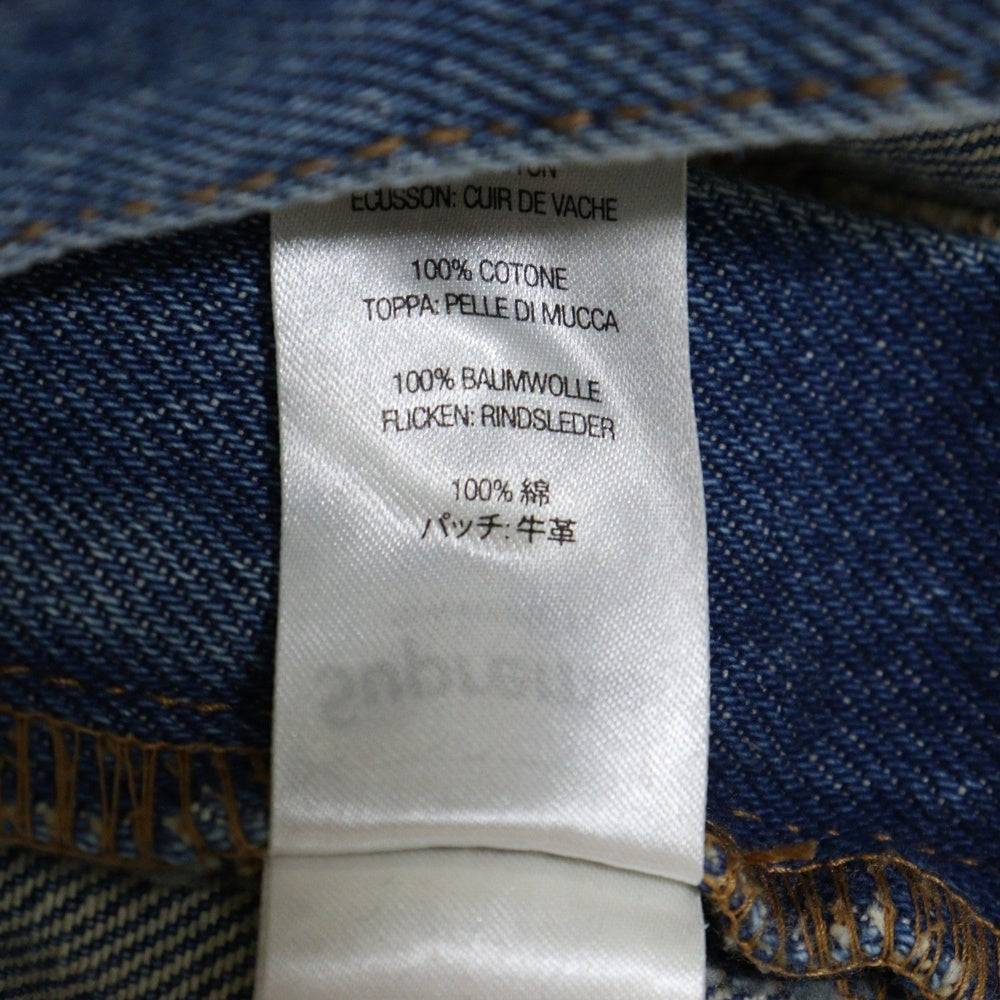 ÉCUSSON: CUIR DE VACHE
100% COTONE
TOPPA: PELLE DI MUCCA
100% BAUMWOLLE
FLICKEN: RINDSLEDER
100% 綿
パッチ: 牛革